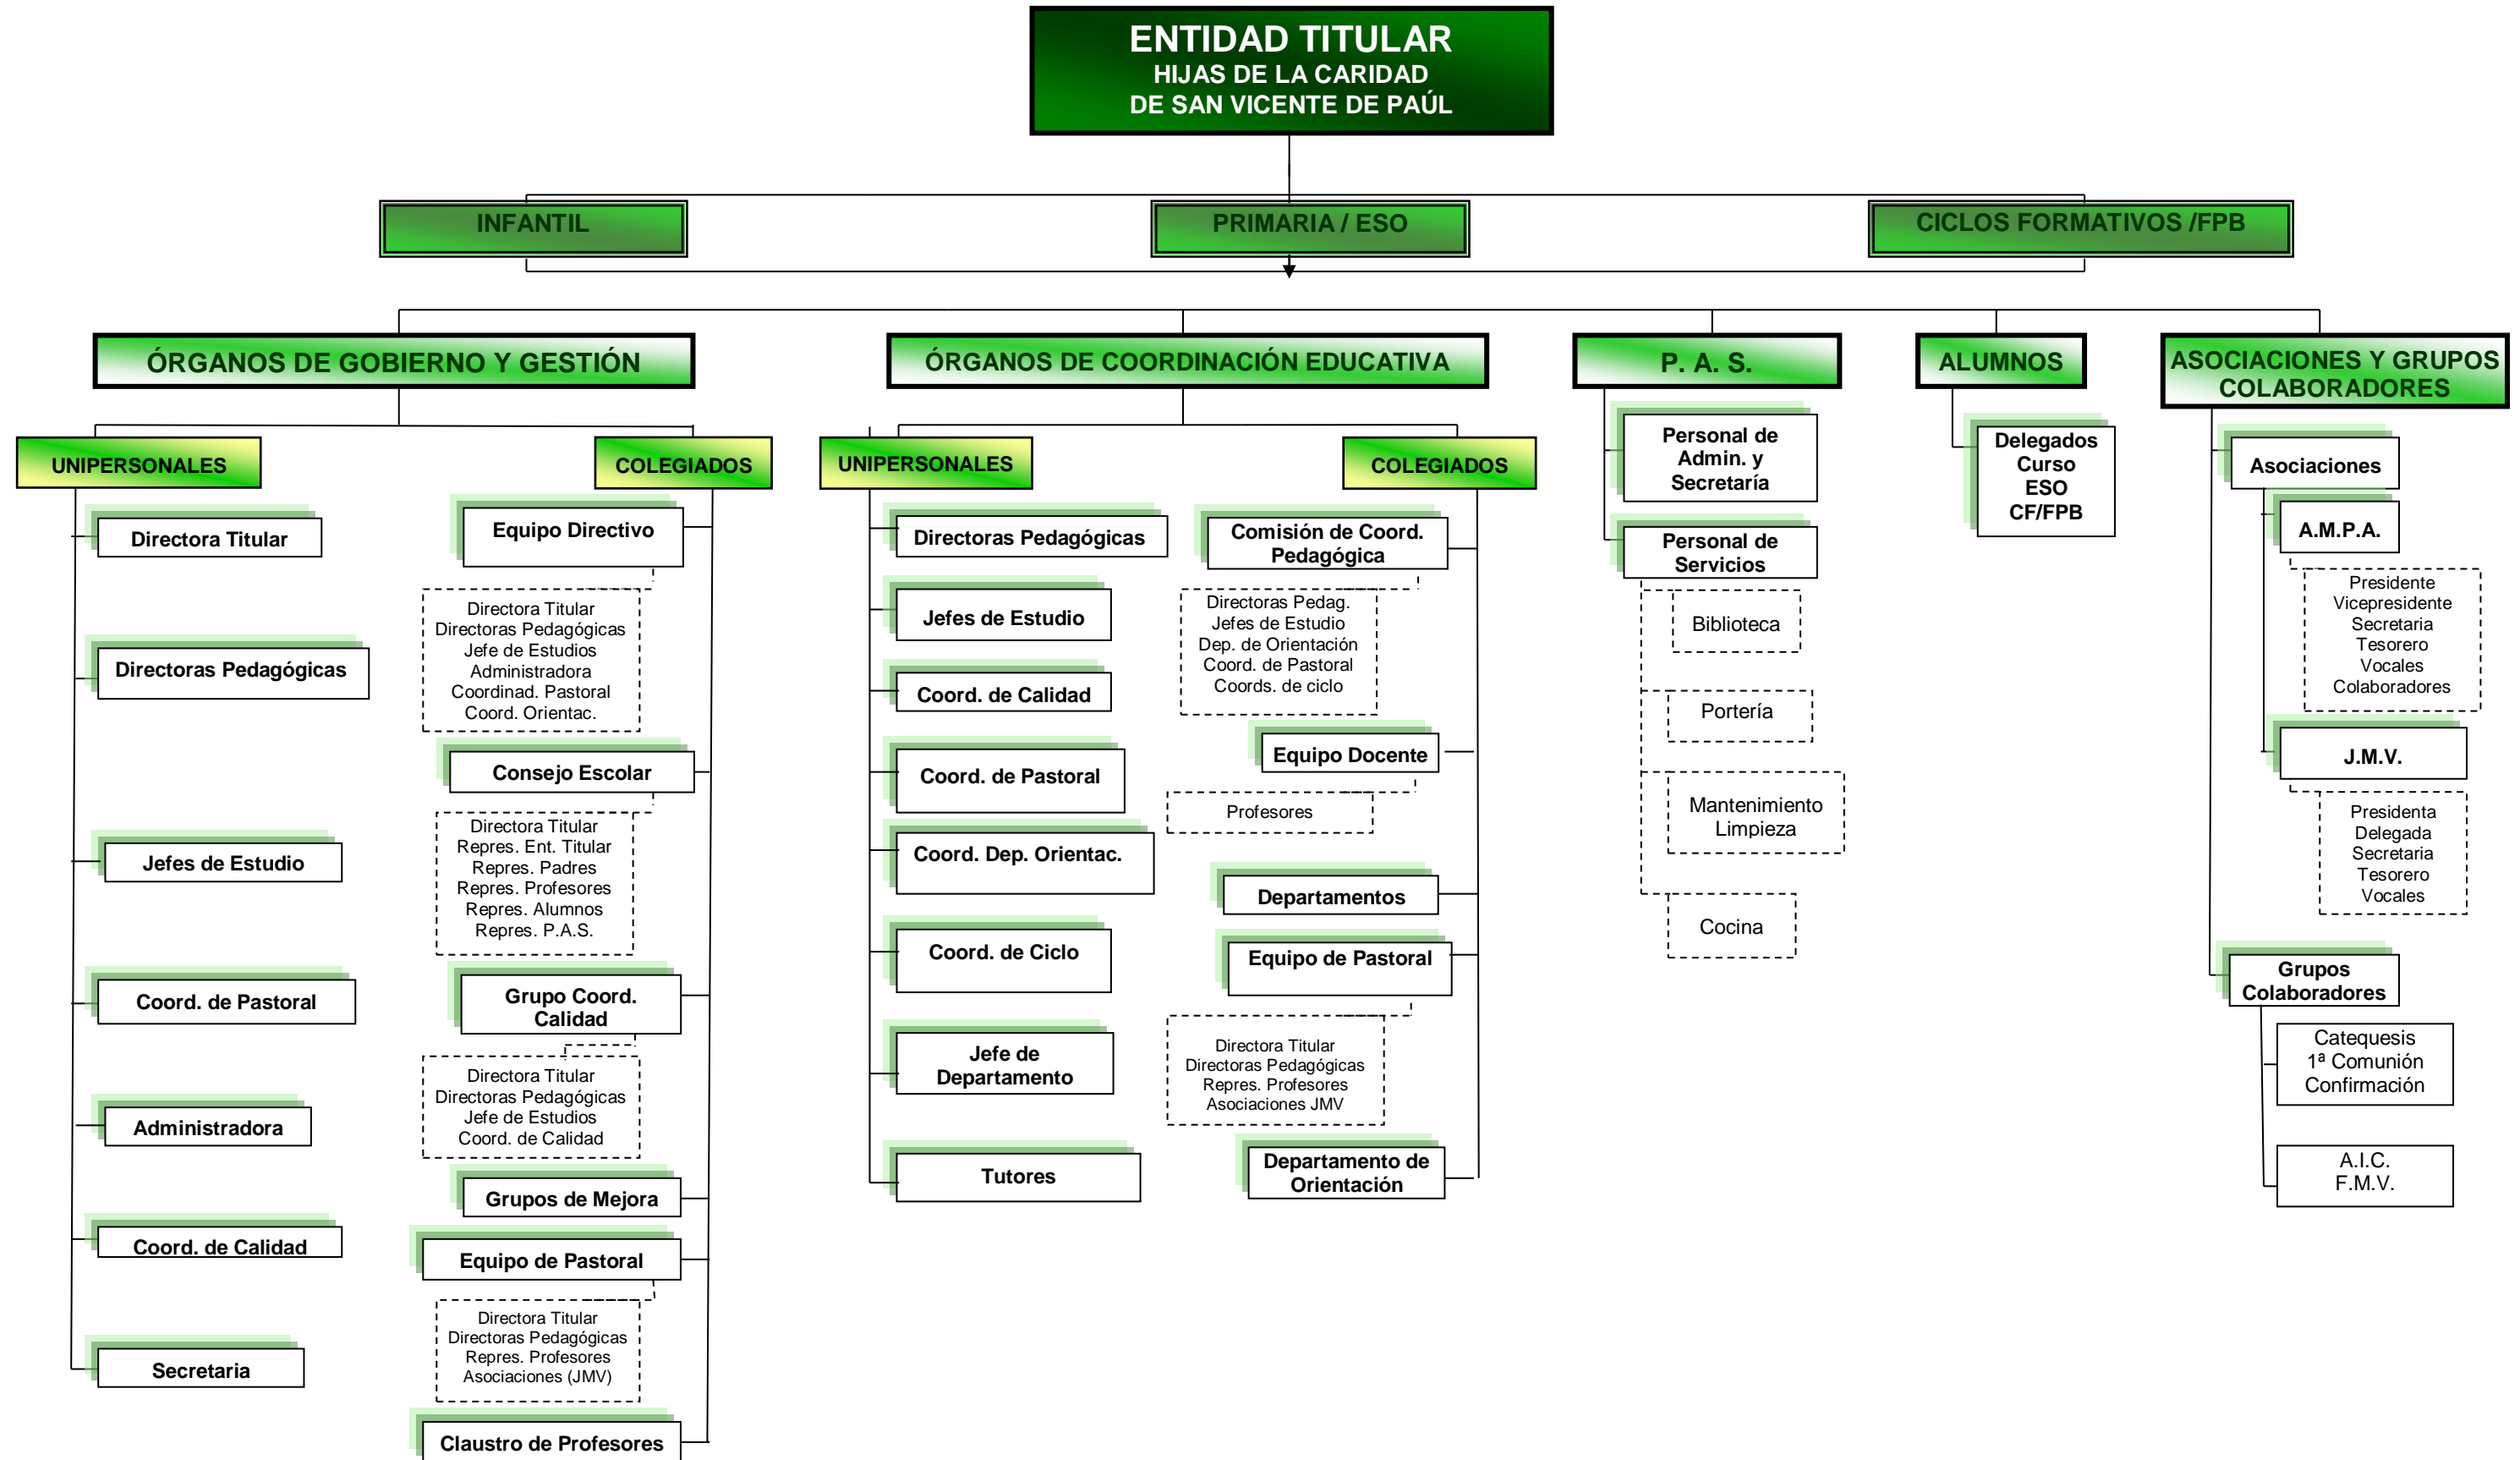 ENTIDAD TITULAR
HIJAS DE LA CARIDAD
DE SAN VICENTE DE PAÚL
INFANTIL
PRIMARIA / ESO
CICLOS FORMATIVOS /FPB
ÓRGANOS DE GOBIERNO Y GESTIÓN
UNIPERSONALES
Directora Titular
Directoras Pedagógicas
Jefes de Estudio
Coord. de Pastoral
Administradora
Coord. de Calidad
Secretaria
COLEGIADOS
Equipo Directivo
Directora Titular
Directoras Pedagógicas
Jefe de Estudios
Administradora
Coordinad. Pastoral
Coord. Orientac.
Consejo Escolar
Directora Titular
Repres. Ent. Titular
Repres. Padres
Repres. Profesores
Repres. Alumnos
Repres. P.A.S.
Grupo Coord.
Calidad
Directora Titular
Directoras Pedagógicas
Jefe de Estudios
Coord. de Calidad
Grupos de Mejora
Equipo de Pastoral
Directora Titular
Directoras Pedagógicas
Repres. Profesores
Asociaciones (JMV)
Claustro de Profesores
ÓRGANOS DE COORDINACIÓN EDUCATIVA
UNIPERSONALES
Directoras Pedagógicas
Jefes de Estudio
Coord. de Calidad
Coord. de Pastoral
Coord. Dep. Orientac.
Coord. de Ciclo
Jefe de
Departamento
Tutores
COLEGIADOS
Comisión de Coord.
Pedagógica
Directoras Pedag.
Jefes de Estudio
Dep. de Orientación
Coord. de Pastoral
Coords. de ciclo
Equipo Docente
Profesores
Departamentos
Equipo de Pastoral
Directora Titular
Directoras Pedagógicas
Repres. Profesores
Asociaciones JMV
Departamento de
Orientación
P. A. S.
Personal de
Admin. y
Secretaría
Personal de
Servicios
Biblioteca
Portería
Mantenimiento
Limpieza
Cocina
ALUMNOS
Delegados
Curso
ESO
CF/FPB
ASOCIACIONES Y GRUPOS
COLABORADORES
Asociaciones
A.M.P.A.
Presidente
Vicepresidente
Secretaria
Tesorero
Vocales
Colaboradores
J.M.V.
Presidenta
Delegada
Secretaria
Tesorero
Vocales
Grupos
Colaboradores
Catequesis
1ª Comunión
Confirmación
A.I.C.
F.M.V.